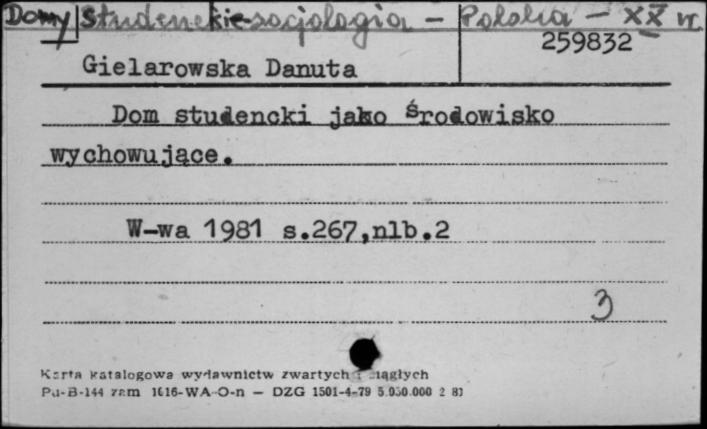 Domy studenckie - socjologia - Polska - XX w.
259832
Gielarowska Danuta
Dom studencki jako środowisko
wychowujące.
W-wa 1981 s.267,nlb.2
3
Karta katalogowa wydawnictw zwartych i ciągłych
Pu-B-144 zam 1616-WA-O-n — DZG 1501-4-79 5.000.000 2 81